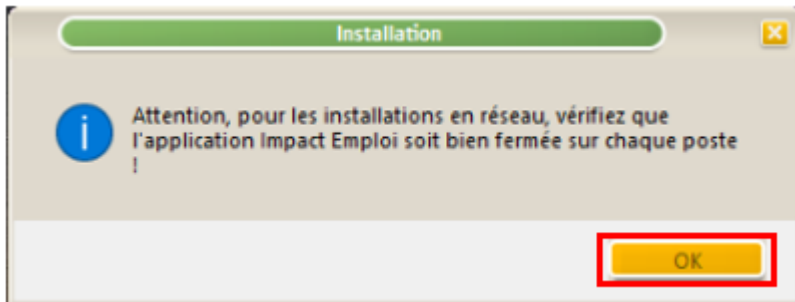 Installation
Attention, pour les installations en réseau, vérifiez que
l'application Impact Emploi soit bien fermée sur chaque poste
!
OK